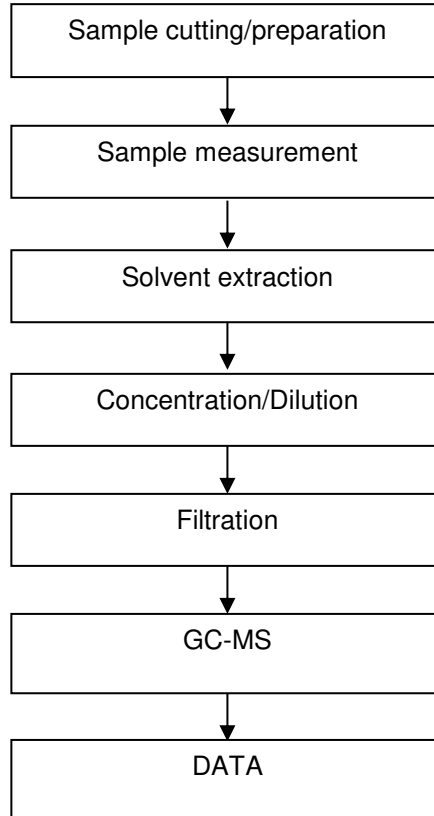 Sample cutting/preparation
Sample measurement
Solvent extraction
Concentration/Dilution
Filtration
GC-MS
DATA